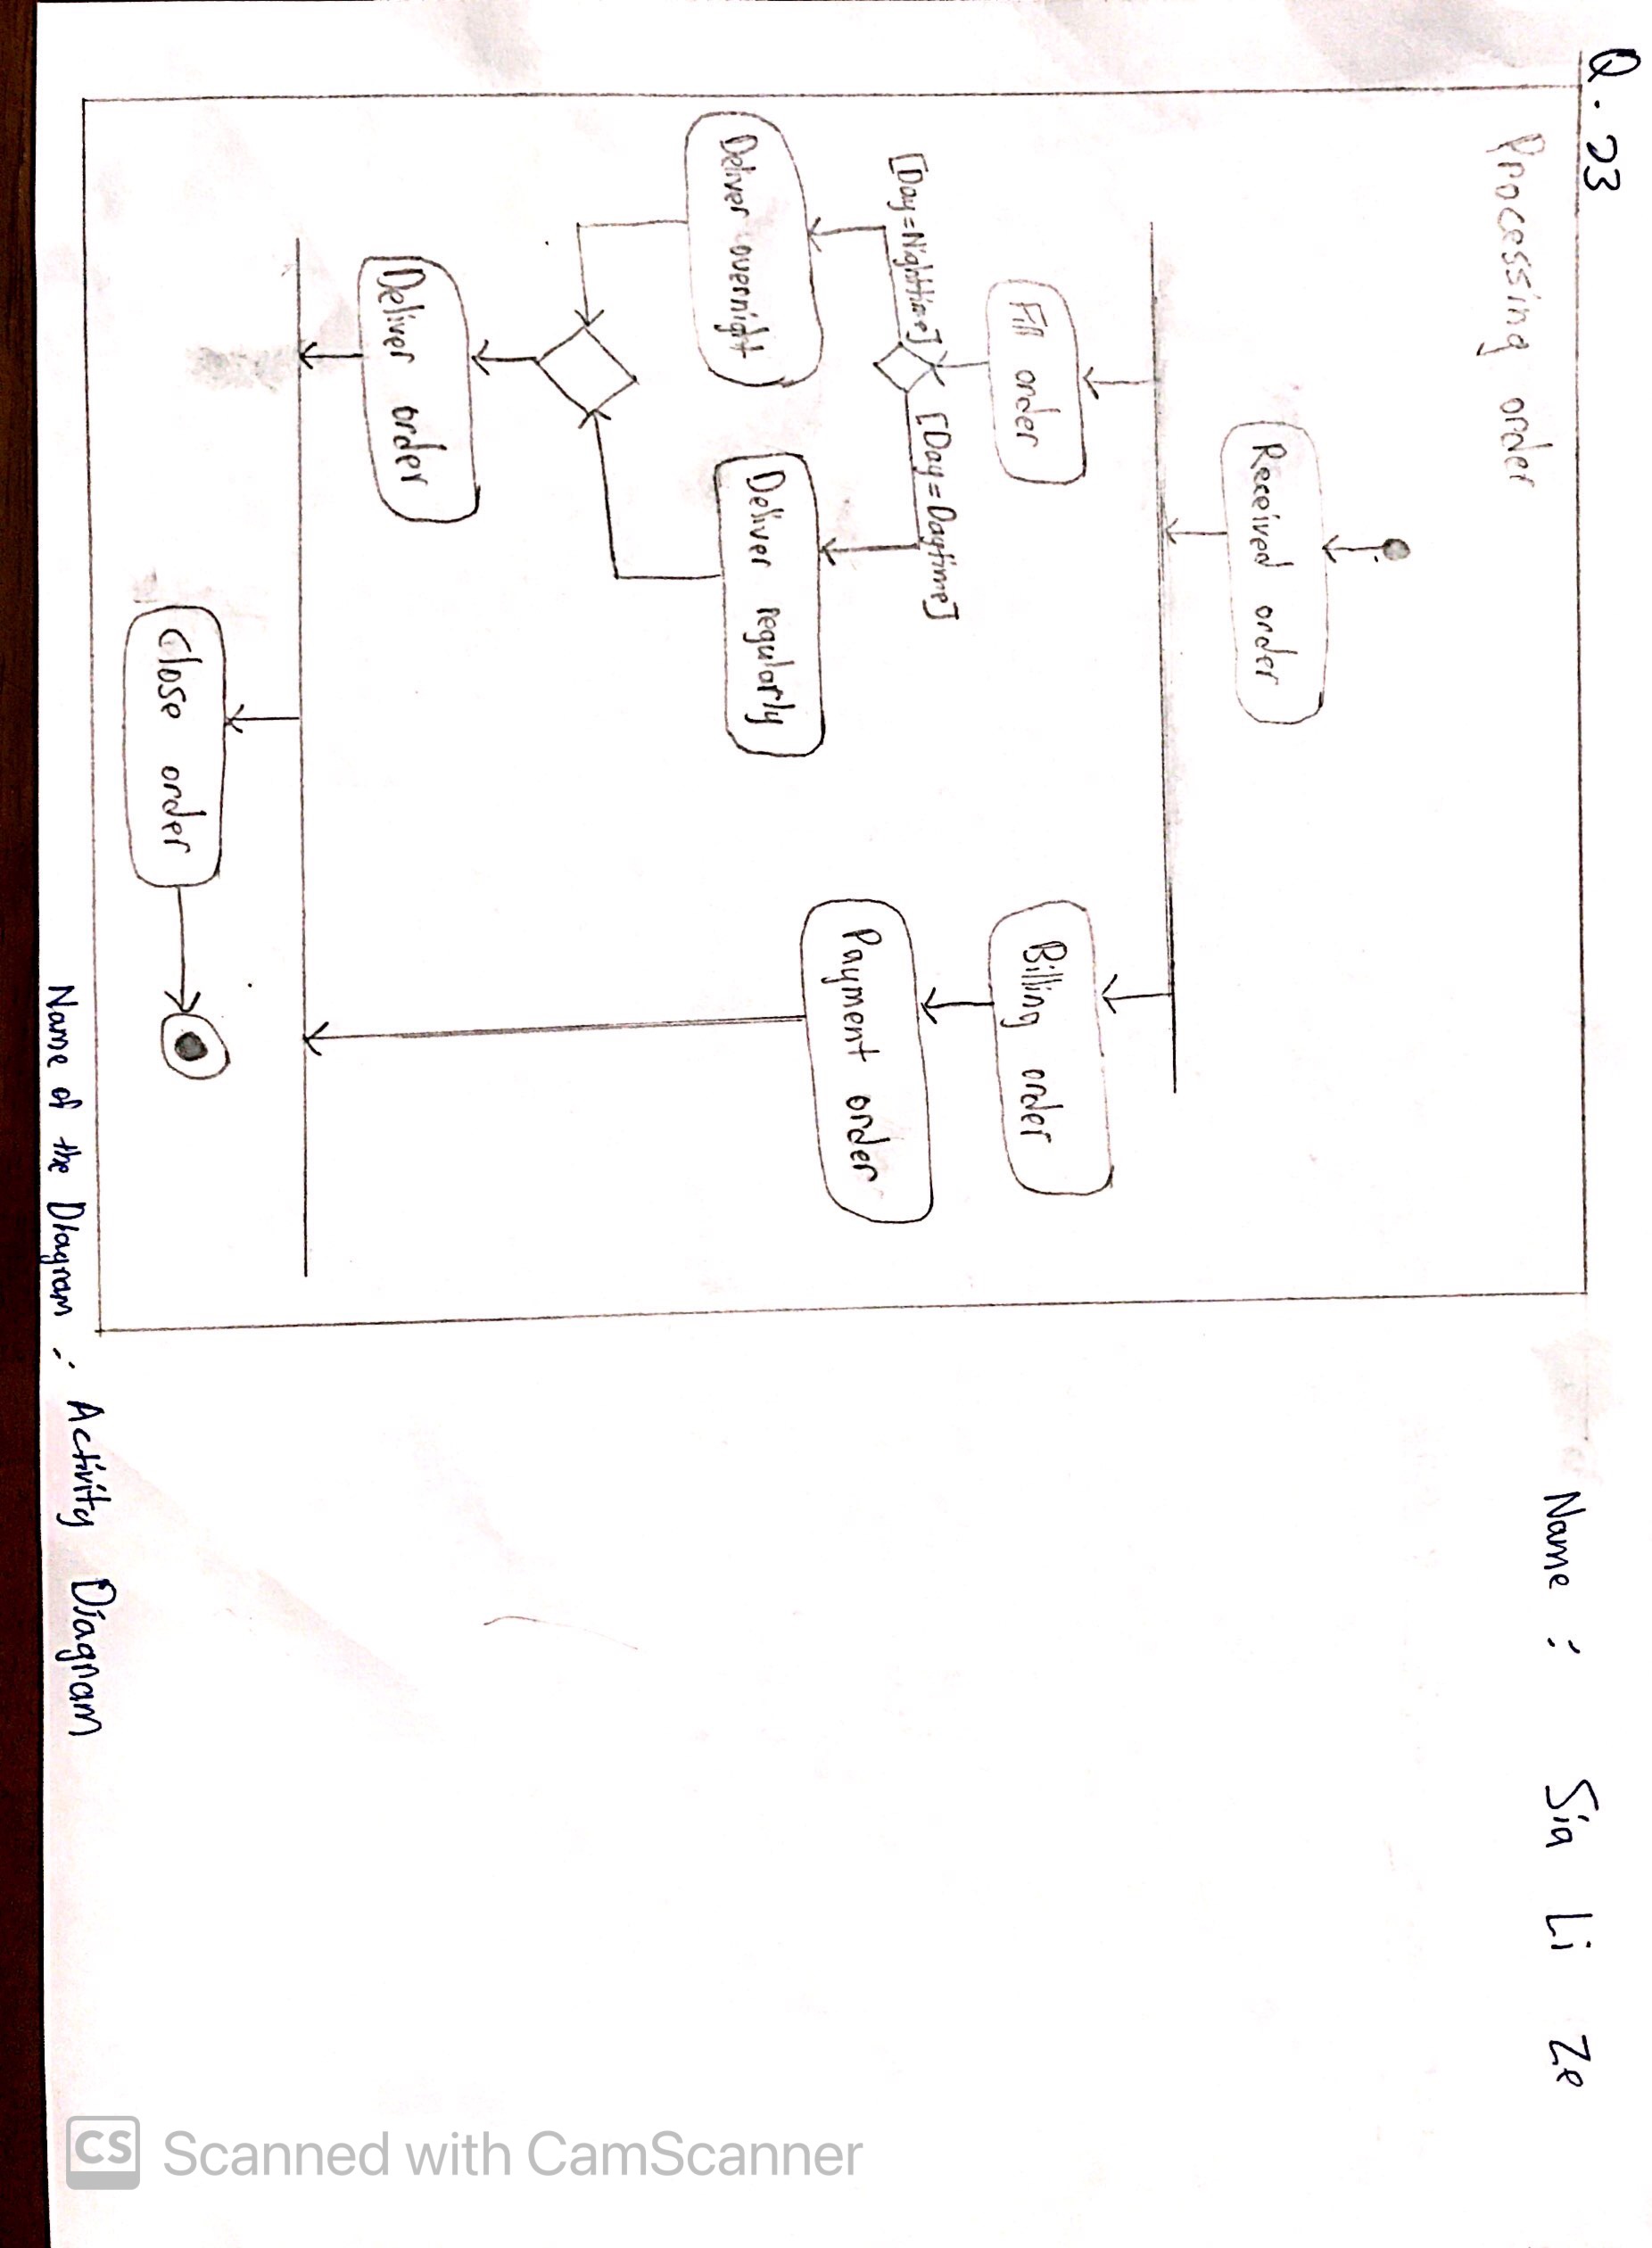 Q. 23
Name : Sia Li Ze
Processing order
Received order
Fill order
Billing order
[Day=Nighttime]
[Day=Daytime]
Payment order
Deliver overnight
Deliver regularly
Deliver order
Close order
Name of the Diagram : Activity Diagram
CS Scanned with CamScanner